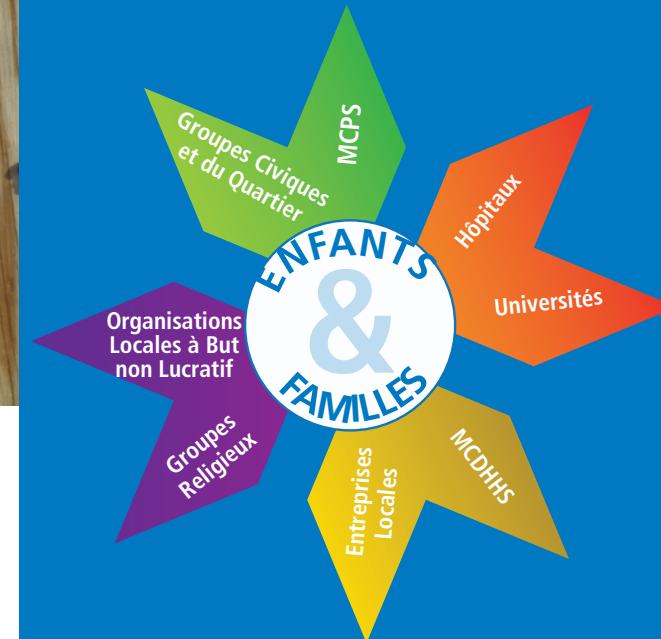 Groupes Civiques
et du Quartier
MCPS
Hôpitaux
Universités
MCDHHS
Entreprises
Locales
Groupes
Religieux
Organisations
Locales à But
non Lucratif
ENFANTS
&
FAMILLES